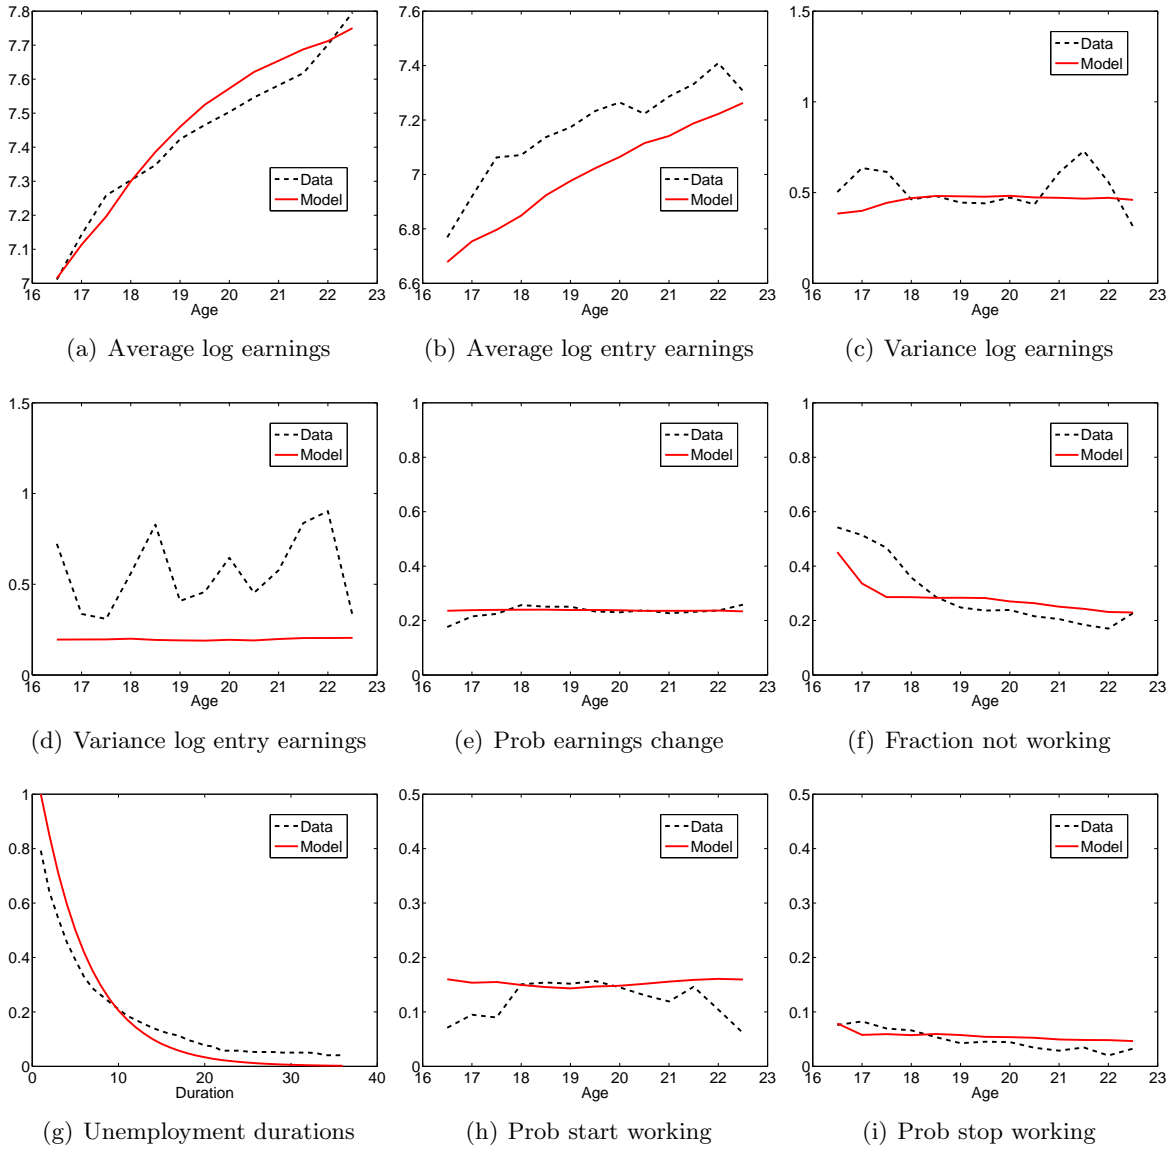 7.8
7.7
7.6
7.5
7.4
7.3
7.2
7.1
7
16 17 18 19 20 21 22 23
Age
Data
Model
(a) Average log earnings
7.6
7.4
7.2
7
6.8
6.6
16 17 18 19 20 21 22 23
Age
Data
Model
(b) Average log entry earnings
1.5
1
0.5
0
16 17 18 19 20 21 22 23
Age
Data
Model
(c) Variance log earnings
1.5
1
0.5
0
16 17 18 19 20 21 22 23
Age
Data
Model
(d) Variance log entry earnings
1
0.8
0.6
0.4
0.2
0
16 17 18 19 20 21 22 23
Age
Data
Model
(e) Prob earnings change
1
0.8
0.6
0.4
0.2
0
16 17 18 19 20 21 22 23
Age
Data
Model
(f) Fraction not working
1
0.8
0.6
0.4
0.2
0
0 10 20 30 40
Duration
Data
Model
(g) Unemployment durations
0.5
0.4
0.3
0.2
0.1
0
16 17 18 19 20 21 22 23
Age
Data
Model
(h) Prob start working
0.5
0.4
0.3
0.2
0.1
0
16 17 18 19 20 21 22 23
Age
Data
Model
(i) Prob stop working